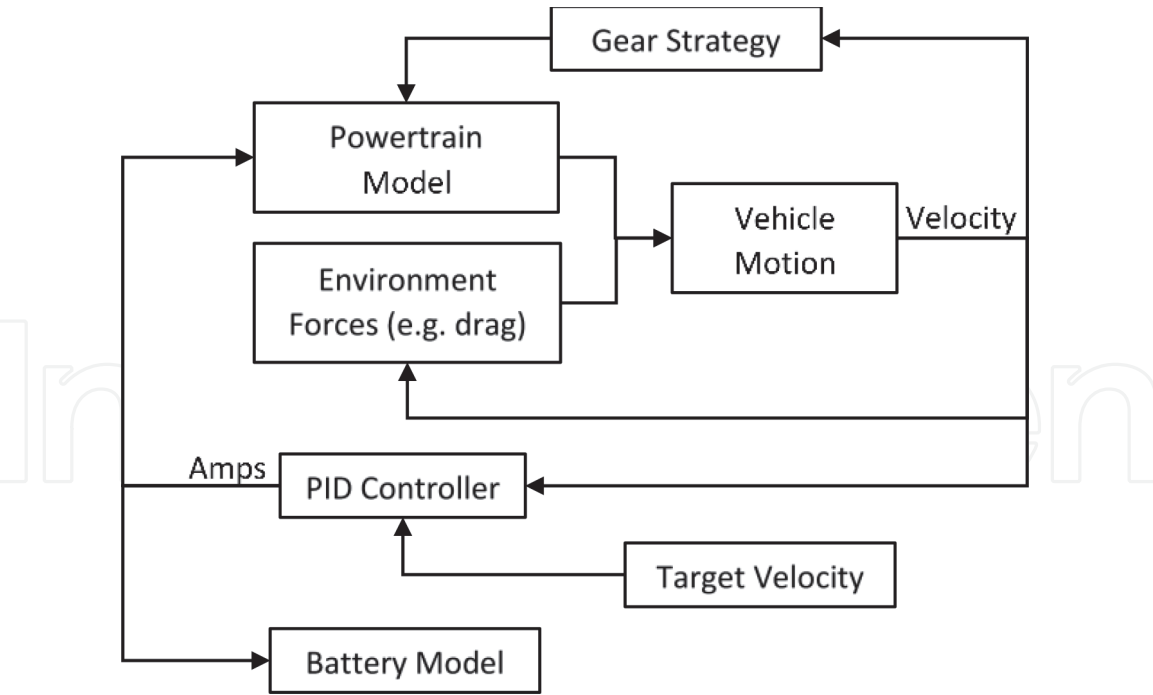 Gear Strategy
Powertrain
Model
Vehicle
Motion
Velocity
Environment
Forces (e.g. drag)
Amps
PID Controller
Target Velocity
Battery Model